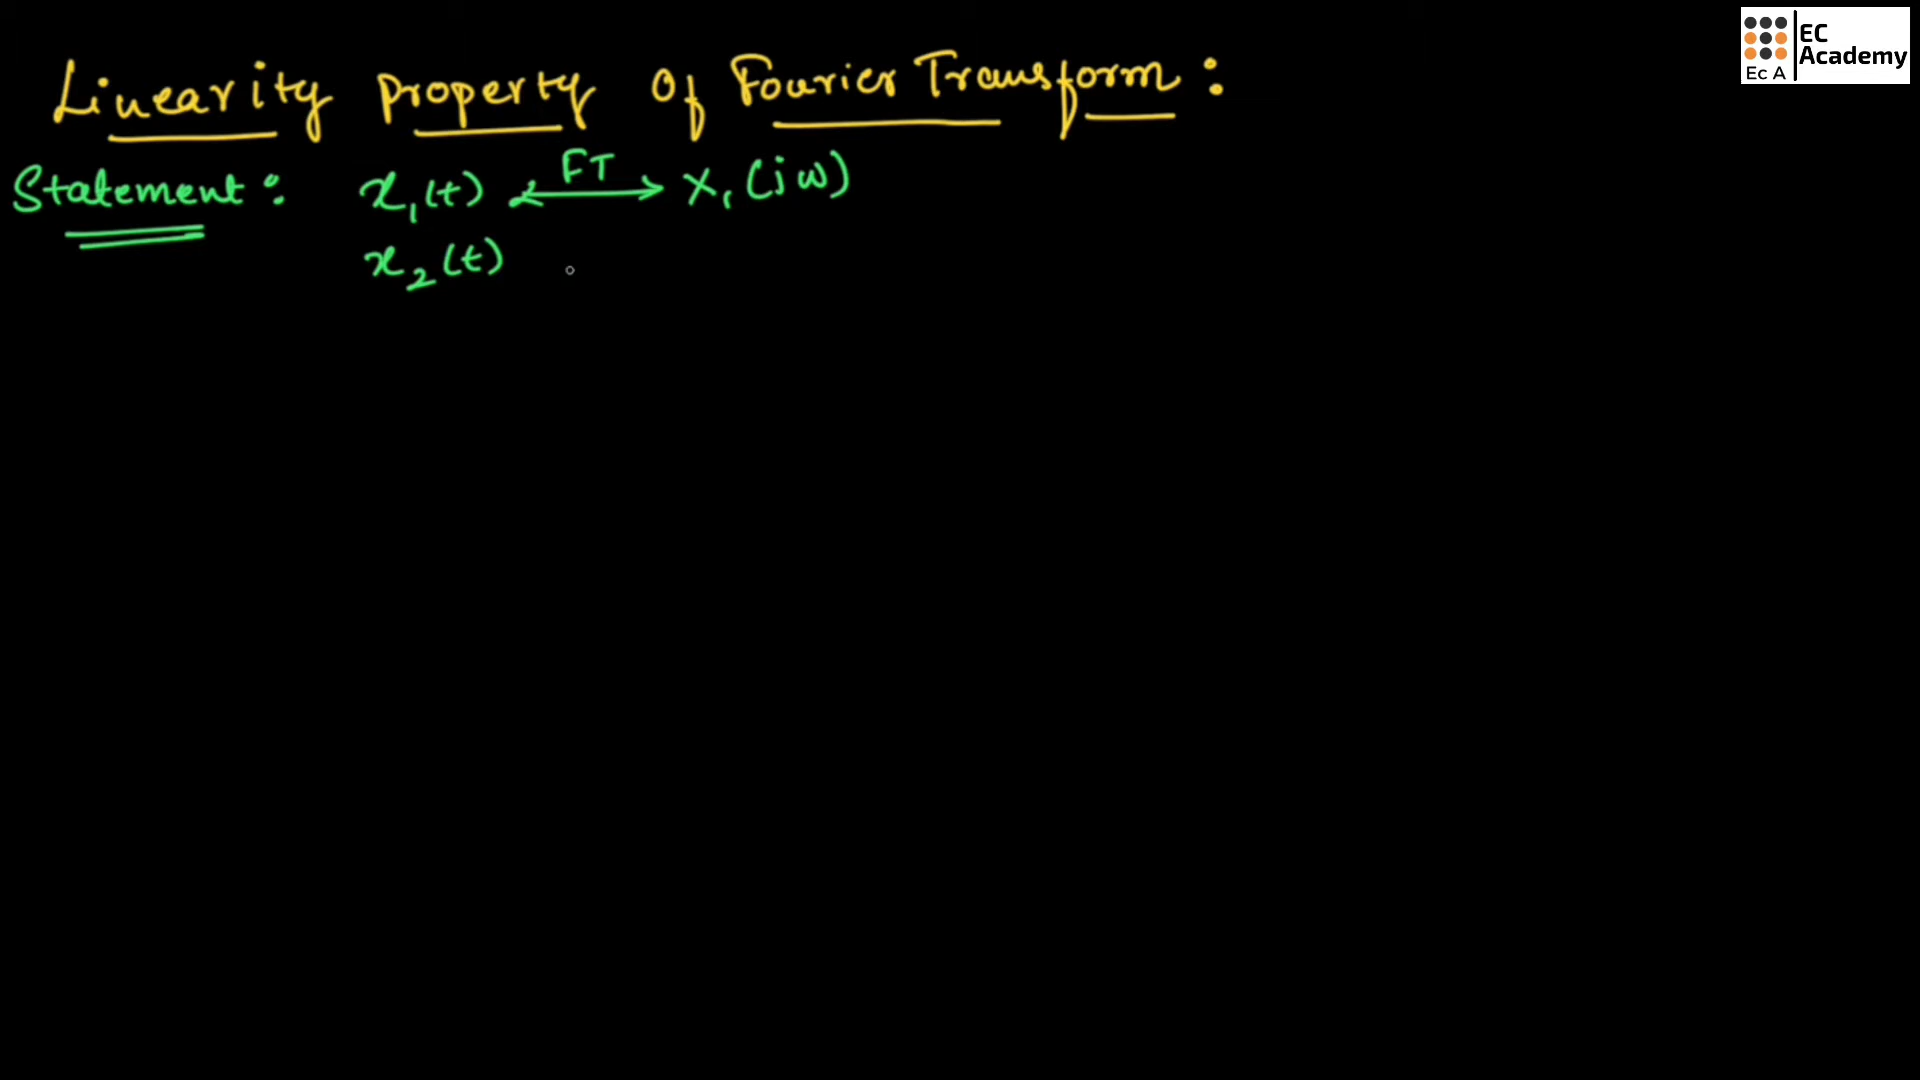 Linearity property Of Fourier Transform :
EC
Academy
Ec A
Statement : x₁(t) FT ⟷ X₁(jω)
x₂(t)